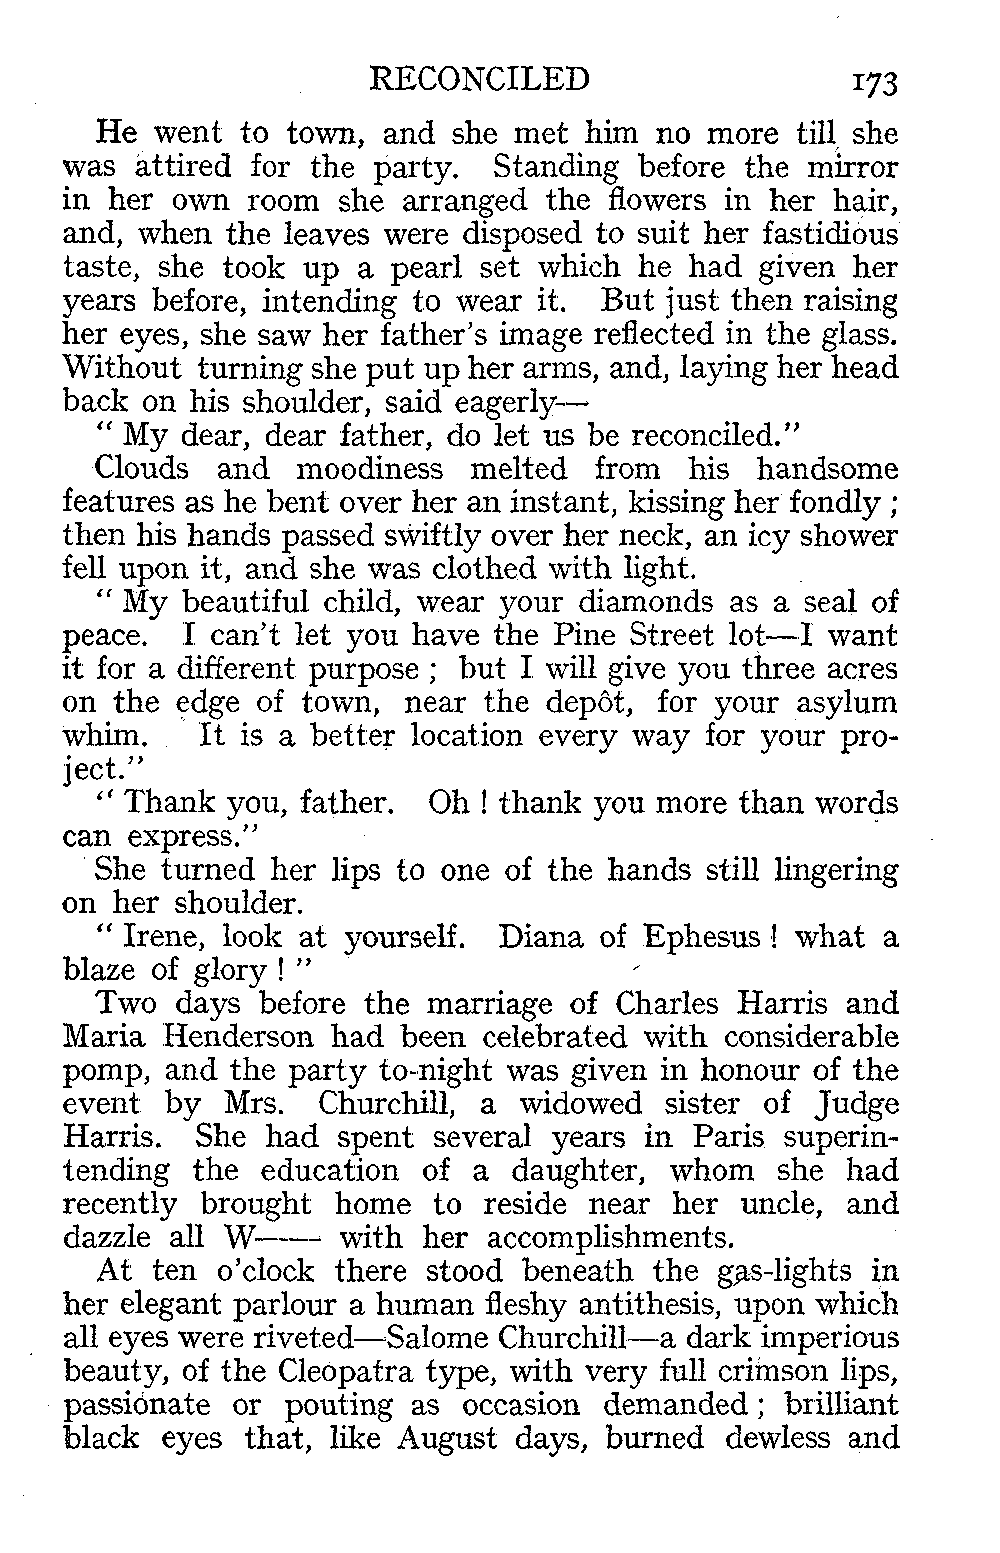 RECONCILED 173
He went to town, and she met him no more till she
was attired for the party. Standing before the mirror
in her own room she arranged the flowers in her hair,
and, when the leaves were disposed to suit her fastidious
taste, she took up a pearl set which he had given her
years before, intending to wear it. But just then raising
her eyes, she saw her father's image reflected in the glass.
Without turning she put up her arms, and, laying her head
back on his shoulder, said eagerly—
" My dear, dear father, do let us be reconciled."
Clouds and moodiness melted from his handsome
features as he bent over her an instant, kissing her fondly ;
then his hands passed swiftly over her neck, an icy shower
fell upon it, and she was clothed with light.
" My beautiful child, wear your diamonds as a seal of
peace. I can't let you have the Pine Street lot—I want
it for a different purpose ; but I will give you three acres
on the edge of town, near the depôt, for your asylum
whim. It is a better location every way for your pro-
ject."
" Thank you, father. Oh ! thank you more than words
can express."
She turned her lips to one of the hands still lingering
on her shoulder.
" Irene, look at yourself. Diana of Ephesus ! what a
blaze of glory ! "
Two days before the marriage of Charles Harris and
Maria Henderson had been celebrated with considerable
pomp, and the party to-night was given in honour of the
event by Mrs. Churchill, a widowed sister of Judge
Harris. She had spent several years in Paris superin-
tending the education of a daughter, whom she had
recently brought home to reside near her uncle, and
dazzle all W—— with her accomplishments.
At ten o'clock there stood beneath the gas-lights in
her elegant parlour a human fleshy antithesis, upon which
all eyes were riveted—Salome Churchill—a dark imperious
beauty, of the Cleopatra type, with very full crimson lips,
passionate or pouting as occasion demanded ; brilliant
black eyes that, like August days, burned dewless and